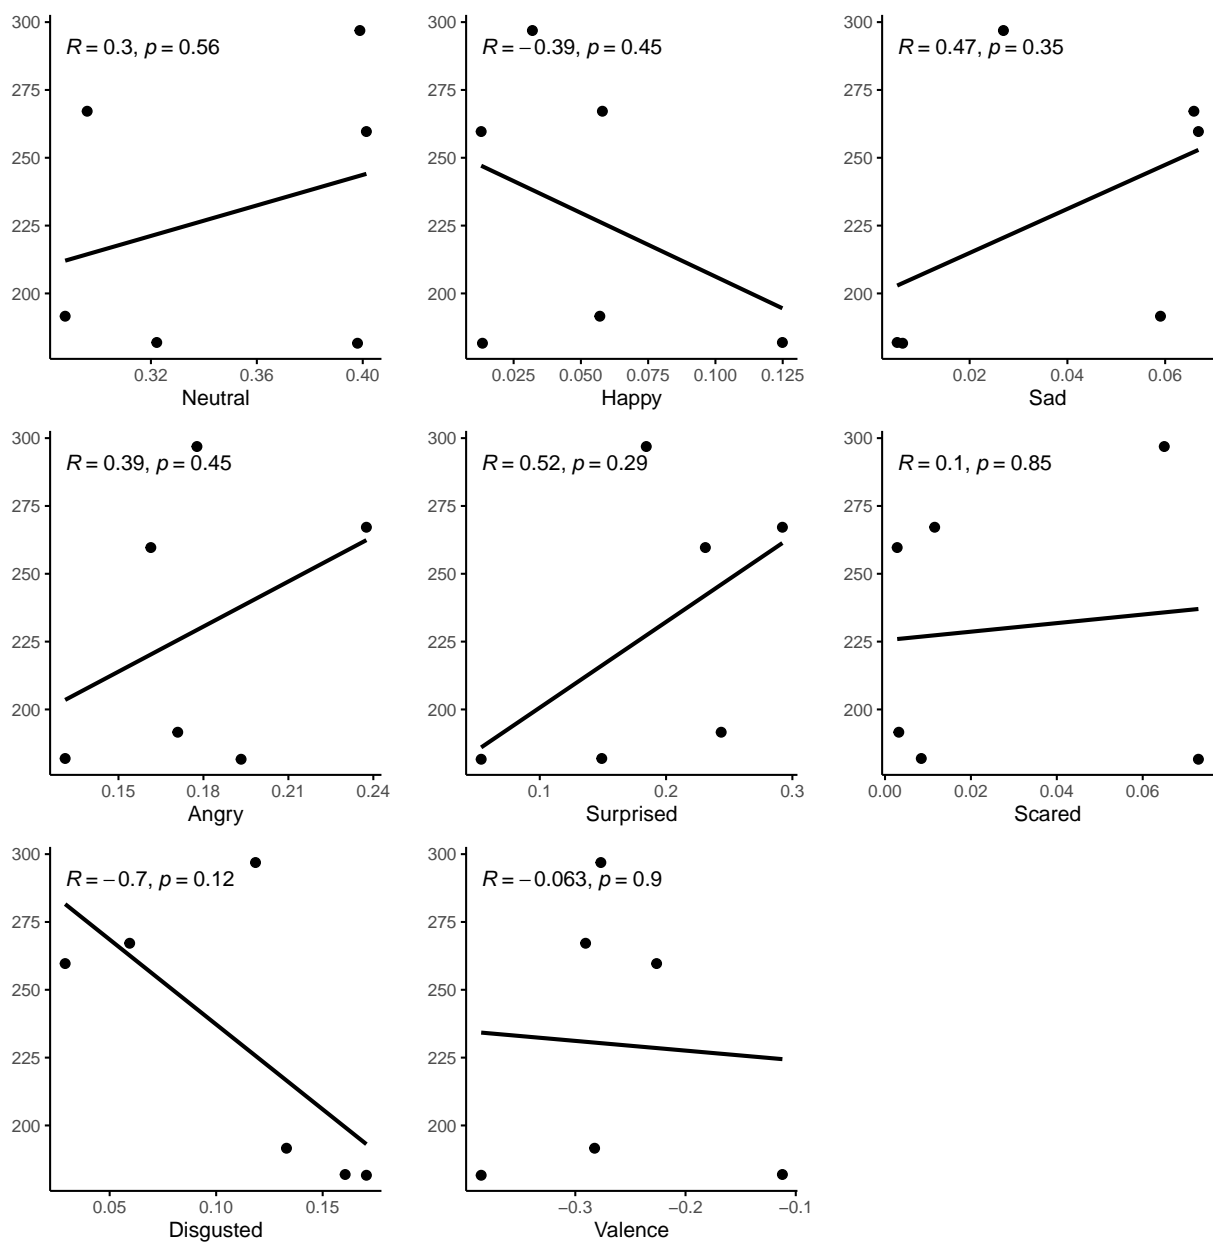 300
275
250
225
200
R = 0.3, p = 0.56
0.32 0.36 0.40
Neutral
R = −0.39, p = 0.45
300
275
250
225
200
0.025 0.050 0.075 0.100 0.125
Happy
R = 0.47, p = 0.35
300
275
250
225
200
0.02 0.04 0.06
Sad
R = 0.39, p = 0.45
300
275
250
225
200
0.15 0.18 0.21 0.24
Angry
R = 0.52, p = 0.29
300
275
250
225
200
0.1 0.2 0.3
Surprised
R = 0.1, p = 0.85
300
275
250
225
200
0.00 0.02 0.04 0.06
Scared
R = −0.7, p = 0.12
300
275
250
225
200
0.05 0.10 0.15
Disgusted
R = −0.063, p = 0.9
300
275
250
225
200
−0.3 −0.2 −0.1
Valence